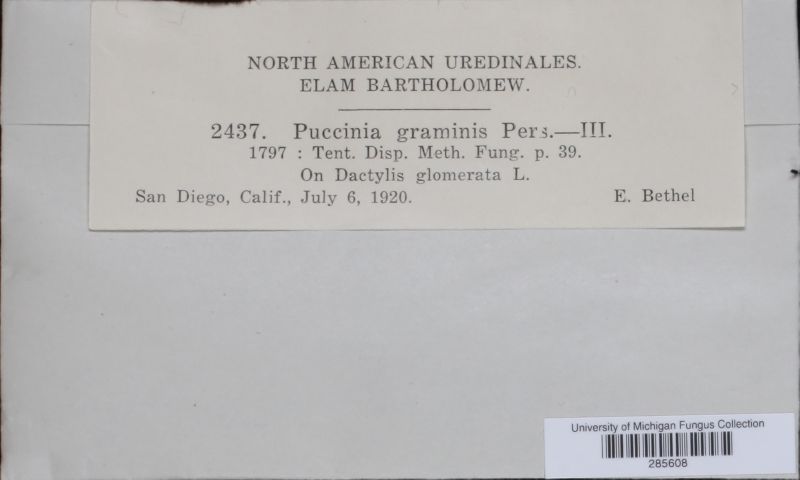 NORTH AMERICAN UREDINALES.
ELAM BARTHOLOMEW.
2437. Puccinia graminis Pers.—III.
1797 : Tent. Disp. Meth. Fung. p. 39.
On Dactylis glomerata L.
San Diego, Calif., July 6, 1920. E. Bethel
University of Michigan Fungus Collection
285608